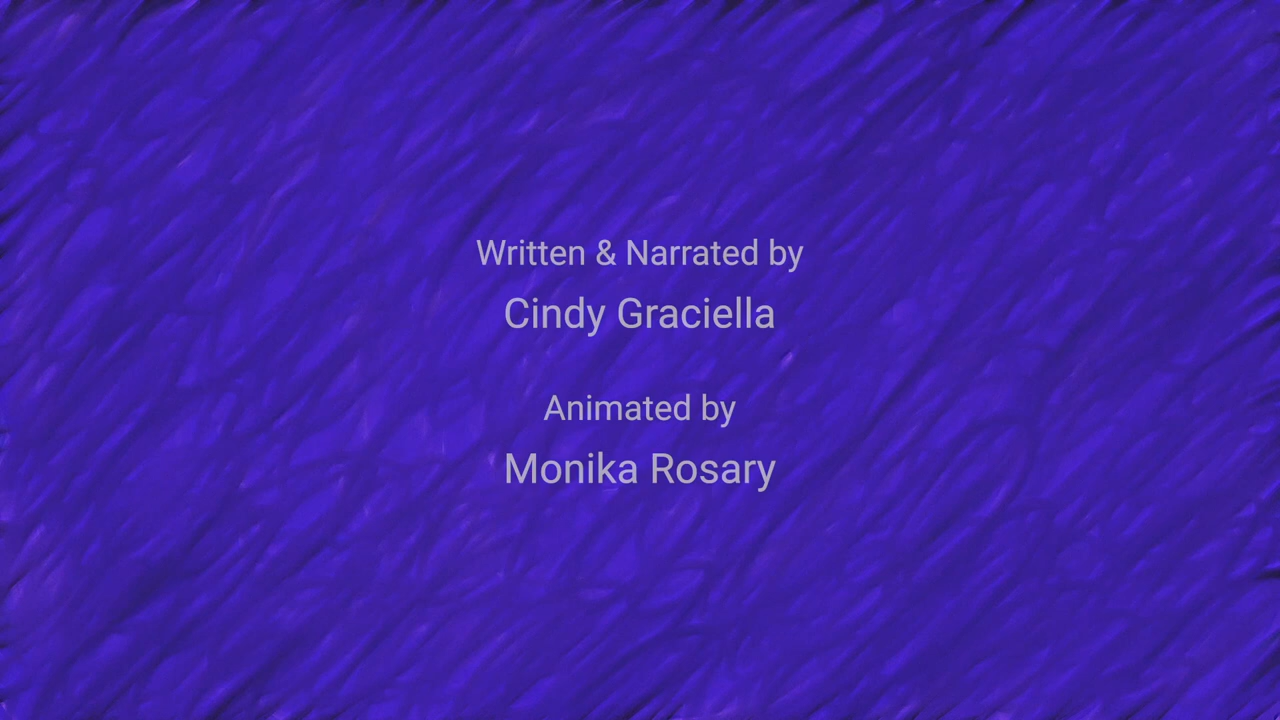 Written & Narrated by
Cindy Graciella
Animated by
Monika Rosary